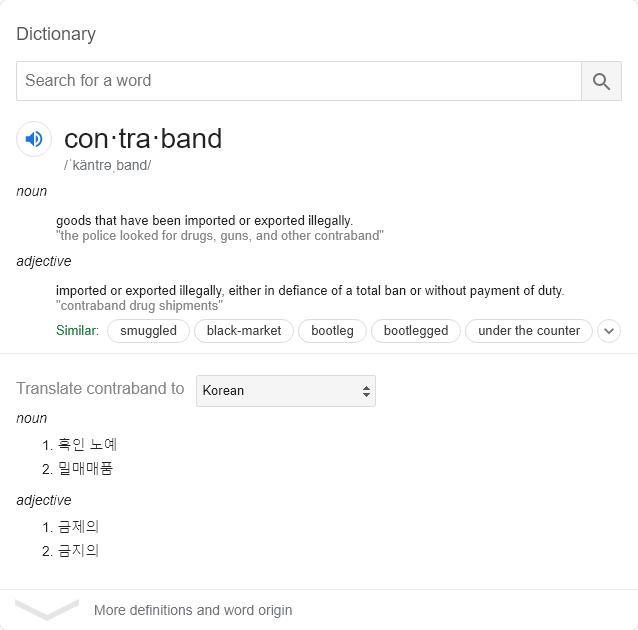 Dictionary
Search for a word
con·tra·band
/ˈkäntrəˌband/
noun
goods that have been imported or exported illegally.
"the police looked for drugs, guns, and other contraband"
adjective
imported or exported illegally, either in defiance of a total ban or without payment of duty.
"contraband drug shipments"
Similar: smuggled black-market bootleg bootlegged under the counter
Translate contraband to Korean
noun
1. 흑인 노예
2. 밀매매품
adjective
1. 금제의
2. 금지의
More definitions and word origin